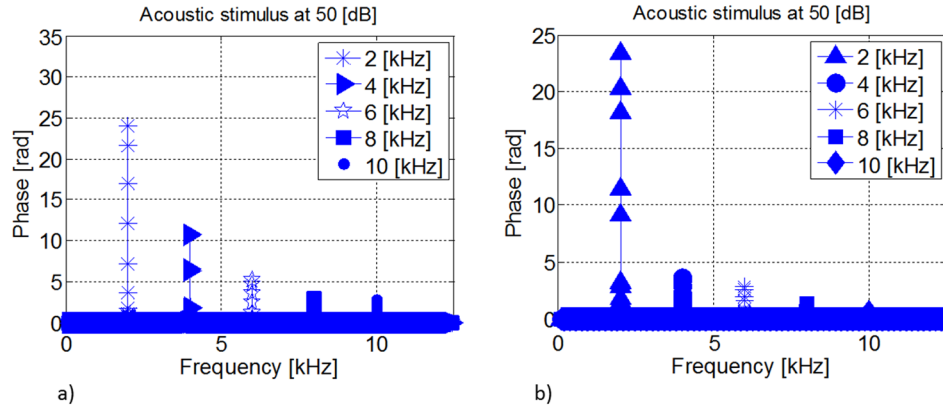 Acoustic stimulus at 50 [dB]
35
30
25
20
15
10
5
0
Phase [rad]
2 [kHz]
4 [kHz]
6 [kHz]
8 [kHz]
10 [kHz]
0
5
10
Frequency [kHz]
a)
Acoustic stimulus at 50 [dB]
25
20
15
10
5
0
Phase [rad]
2 [kHz]
4 [kHz]
6 [kHz]
8 [kHz]
10 [kHz]
0
5
10
Frequency [kHz]
b)